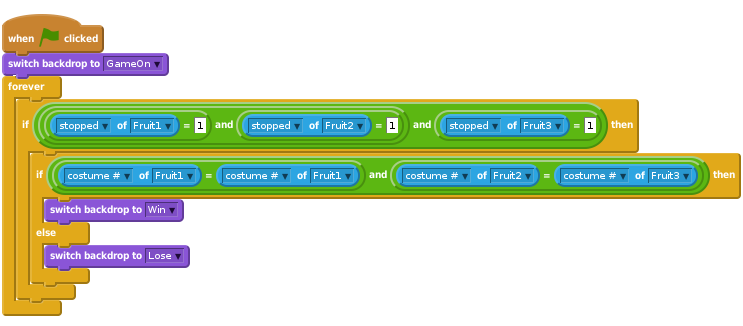 when clicked
switch backdrop to GameOn
forever
if stopped of Fruit1 = 1 and stopped of Fruit2 = 1 and stopped of Fruit3 = 1 then
if costume # of Fruit1 = costume # of Fruit1 and costume # of Fruit2 = costume # of Fruit3 then
switch backdrop to Win
else
switch backdrop to Lose